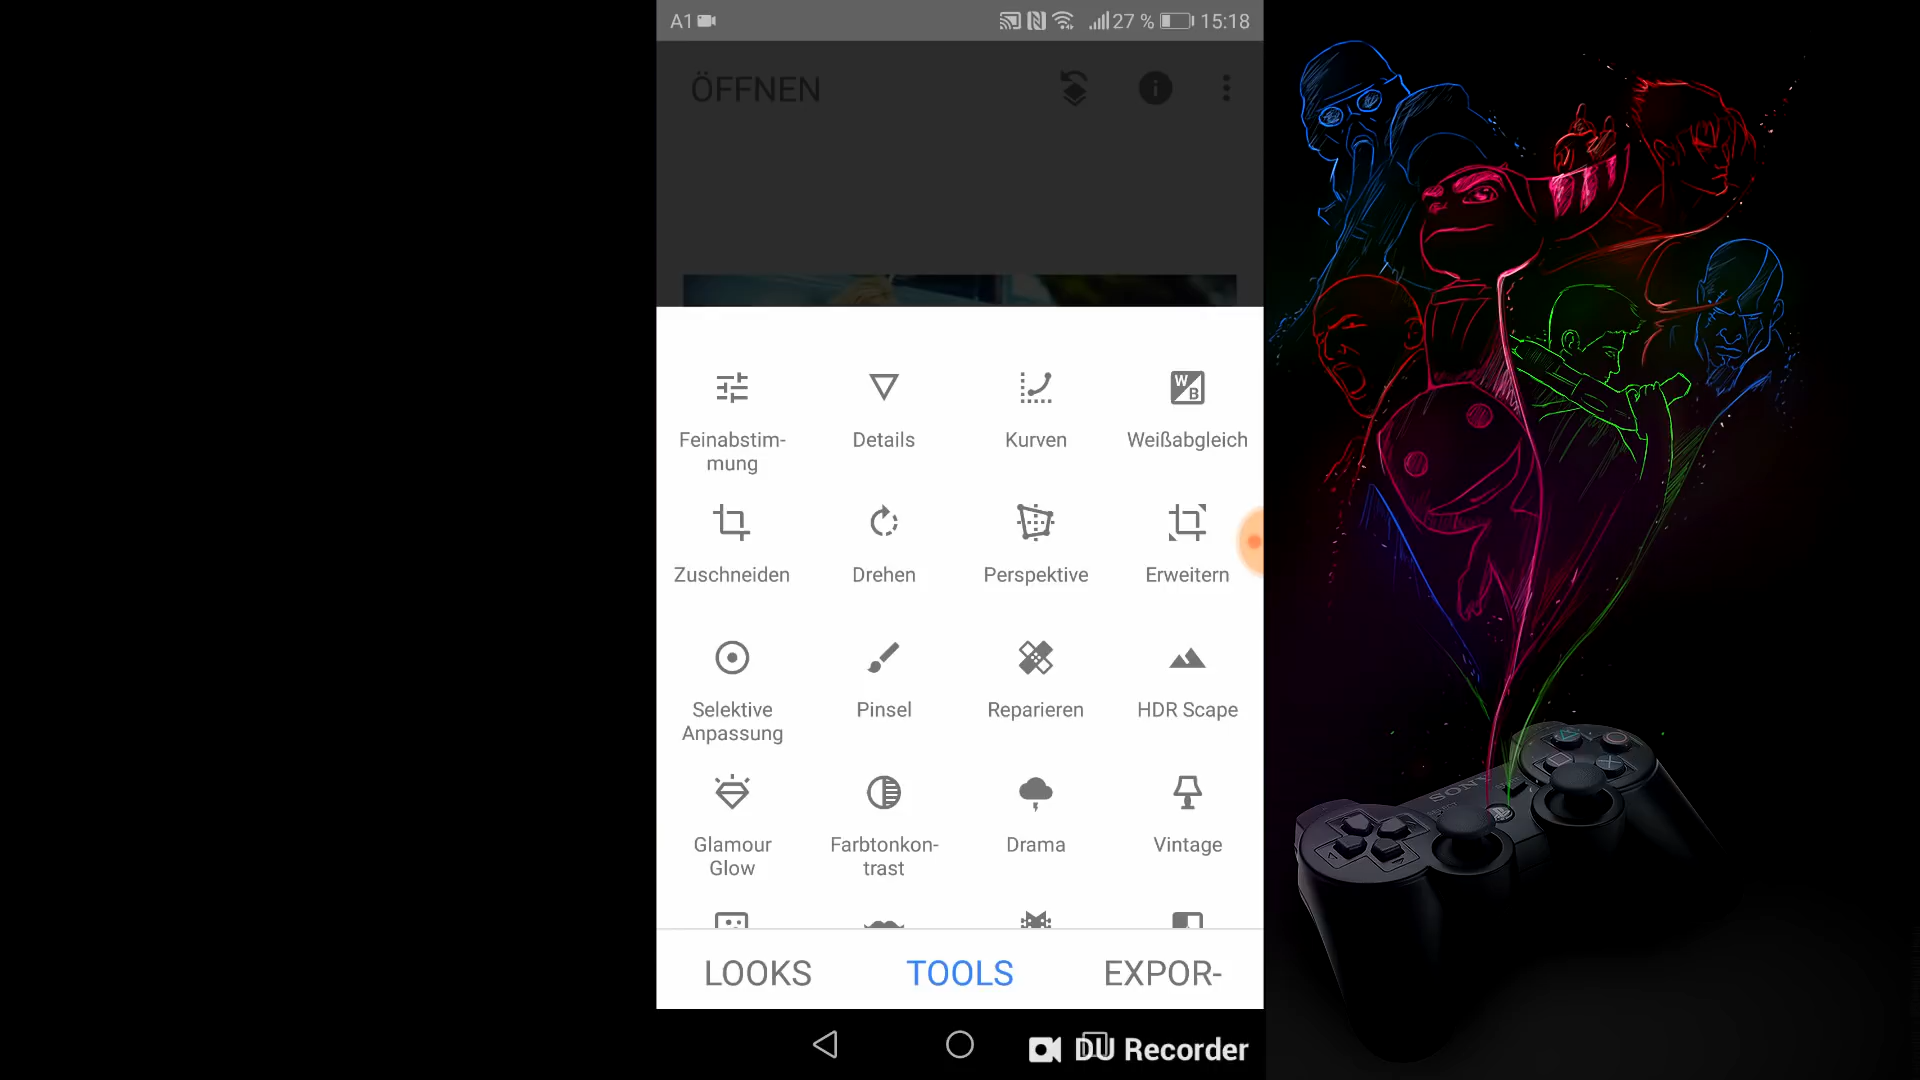 A1 27 % 15:18
ÖFFNEN
Feinabstim-
mung
Details
Kurven
Weißabgleich
W
B
Zuschneiden
Drehen
Perspektive
Erweitern
Selektive
Anpassung
Pinsel
Reparieren
HDR Scape
Glamour
Glow
Farbtonkon-
trast
Drama
Vintage
LOOKS
TOOLS
EXPOR-
DU Recorder
SONY